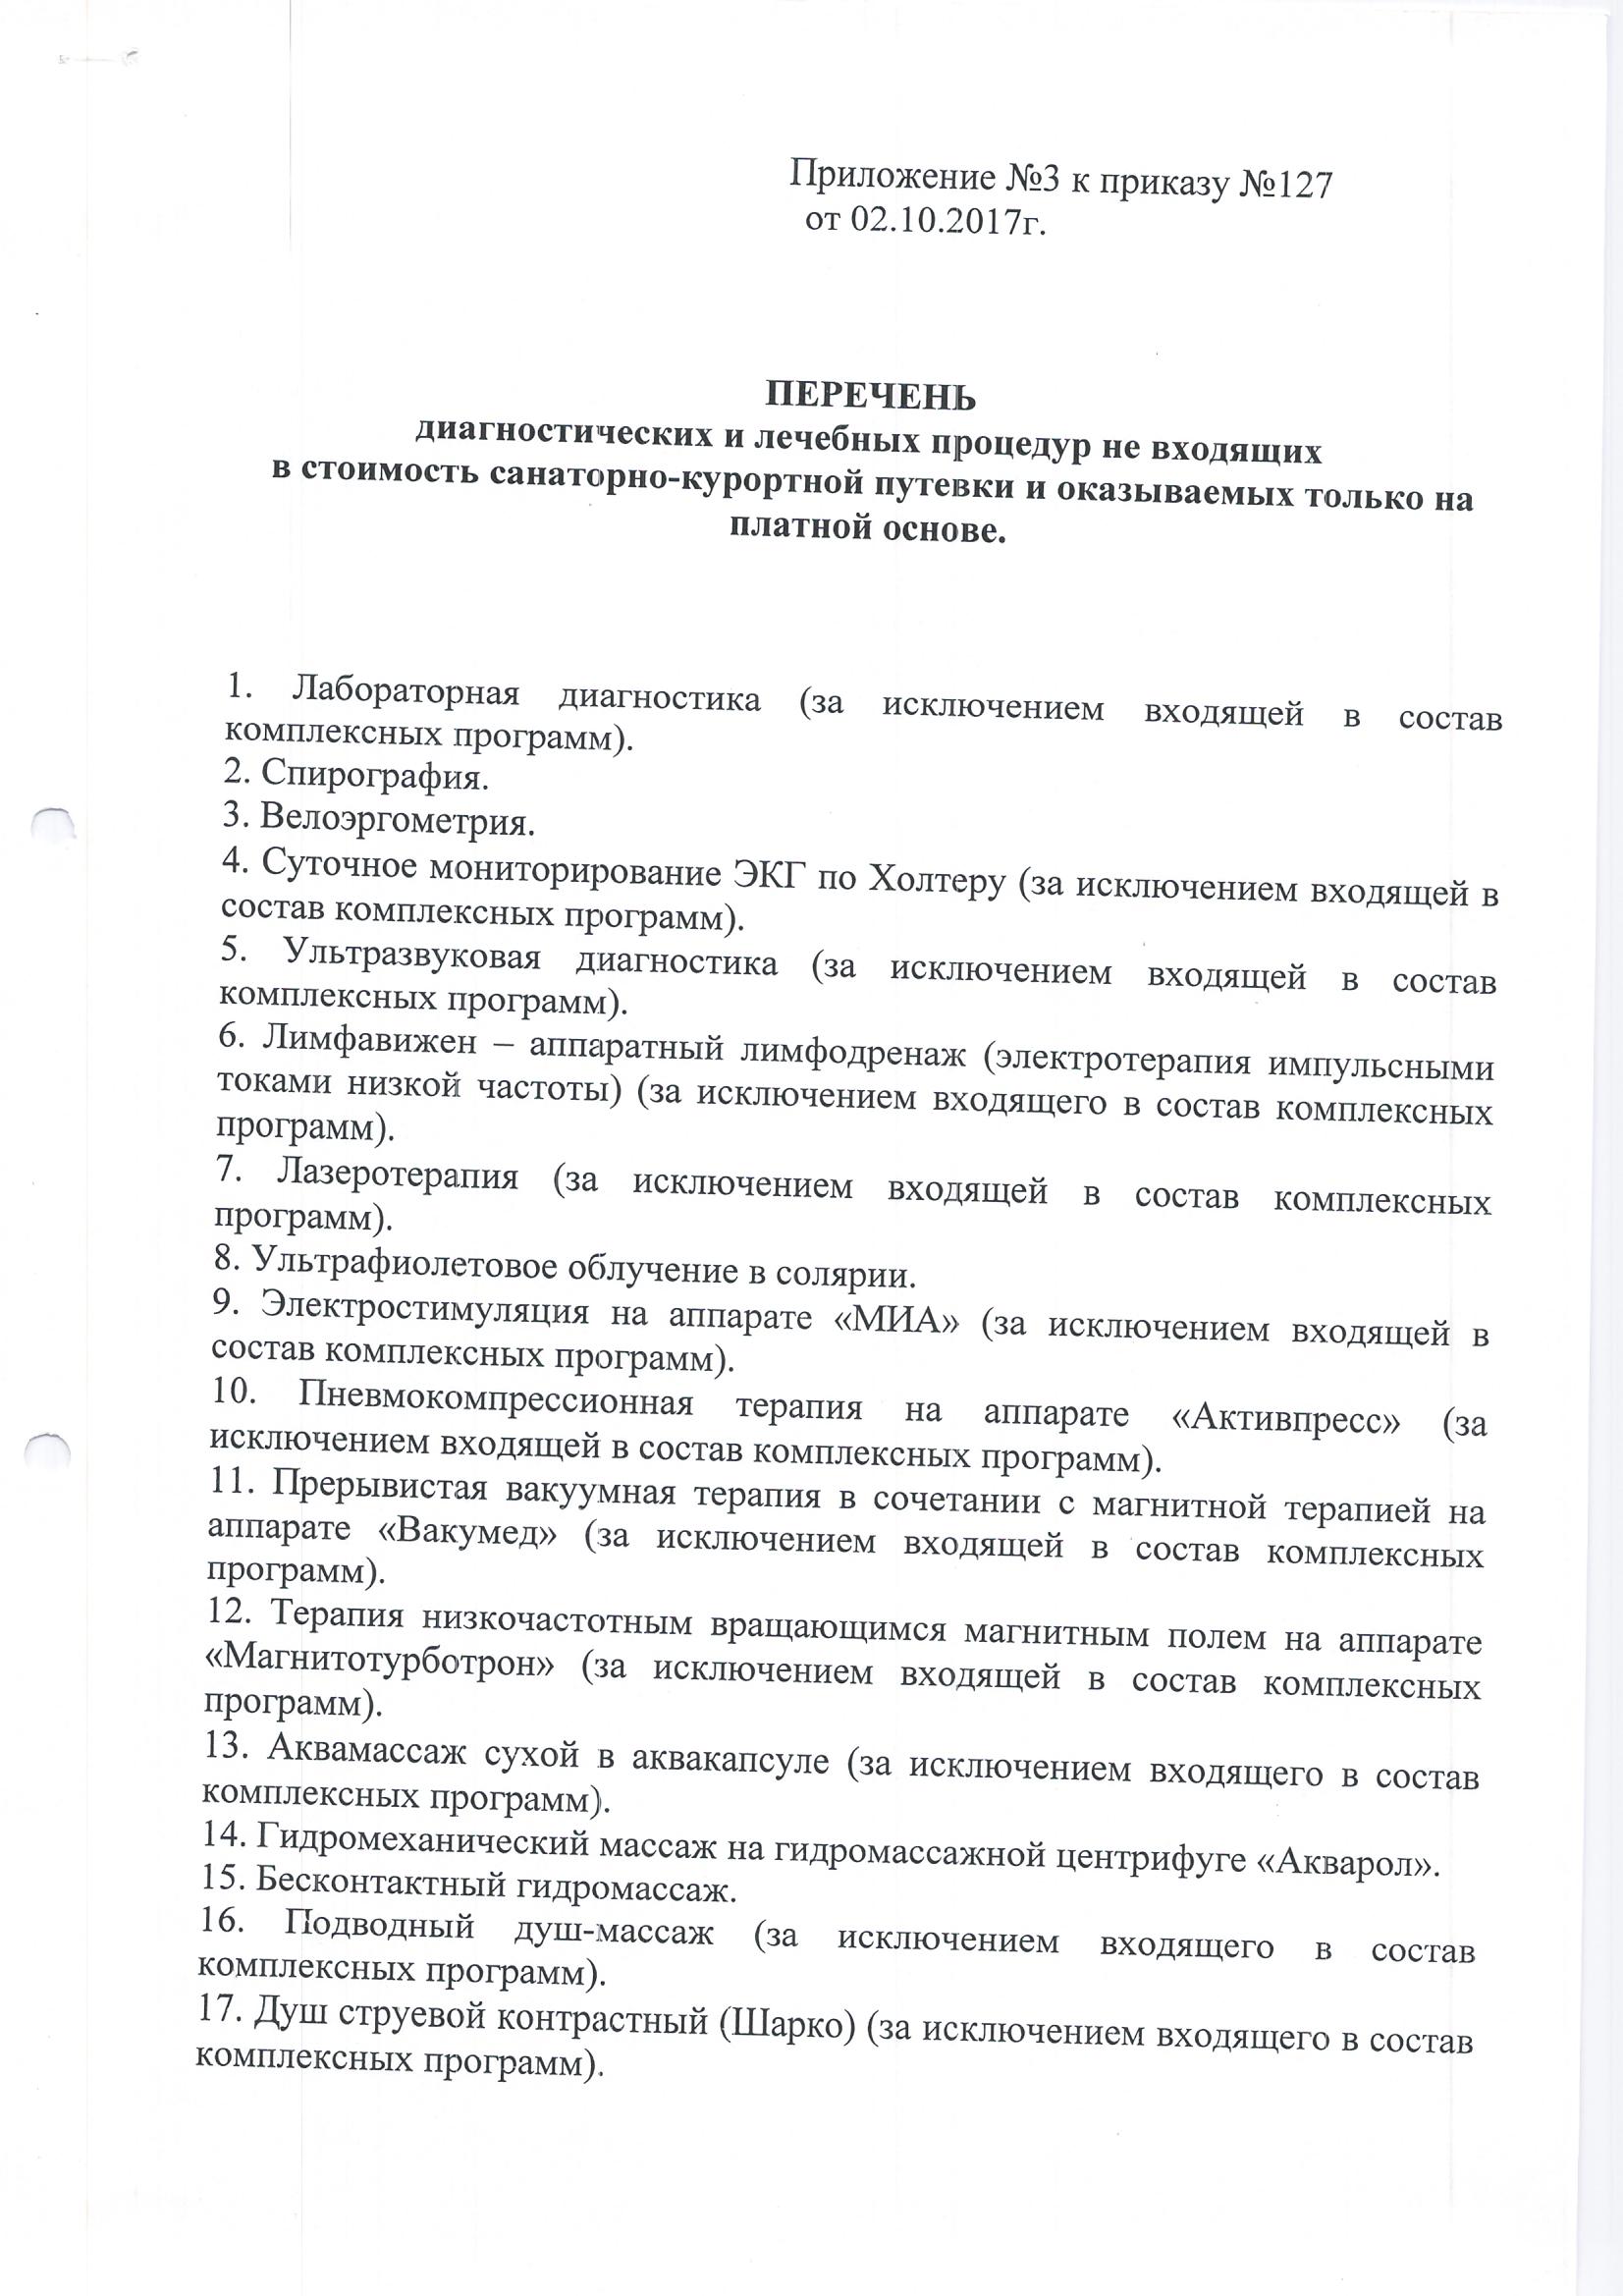 Приложение №3 к приказу №127
от 02.10.2017г.
ПЕРЕЧЕНЬ
диагностических и лечебных процедур не входящих
в стоимость санаторно-курортной путевки и оказываемых только на
платной основе.
1. Лабораторная диагностика (за исключением входящей в состав
комплексных программ).
2. Спирография.
3. Велоэргометрия.
4. Суточное мониторирование ЭКГ по Холтеру (за исключением входящей в
состав комплексных программ).
5. Ультразвуковая диагностика (за исключением входящей в состав
комплексных программ).
6. Лимфавижен – аппаратный лимфодренаж (электротерапия импульсными
токами низкой частоты) (за исключением входящего в состав комплексных
программ).
7. Лазеротерапия (за исключением входящей в состав комплексных
программ).
8. Ультрафиолетовое облучение в солярии.
9. Электростимуляция на аппарате «МИА» (за исключением входящей в
состав комплексных программ).
10. Пневмокомпрессионная терапия на аппарате «Активпресс» (за
исключением входящей в состав комплексных программ).
11. Прерывистая вакуумная терапия в сочетании с магнитной терапией на
аппарате «Вакумед» (за исключением входящей в состав комплексных
программ).
12. Терапия низкочастотным вращающимся магнитным полем на аппарате
«Магнитотурботрон» (за исключением входящей в состав комплексных
программ).
13. Аквамассаж сухой в аквакапсуле (за исключением входящего в состав
комплексных программ).
14. Гидромеханический массаж на гидромассажной центрифуге «Акварол».
15. Бесконтактный гидромассаж.
16. Подводный душ-массаж (за исключением входящего в состав
комплексных программ).
17. Душ струевой контрастный (Шарко) (за исключением входящего в состав
комплексных программ).